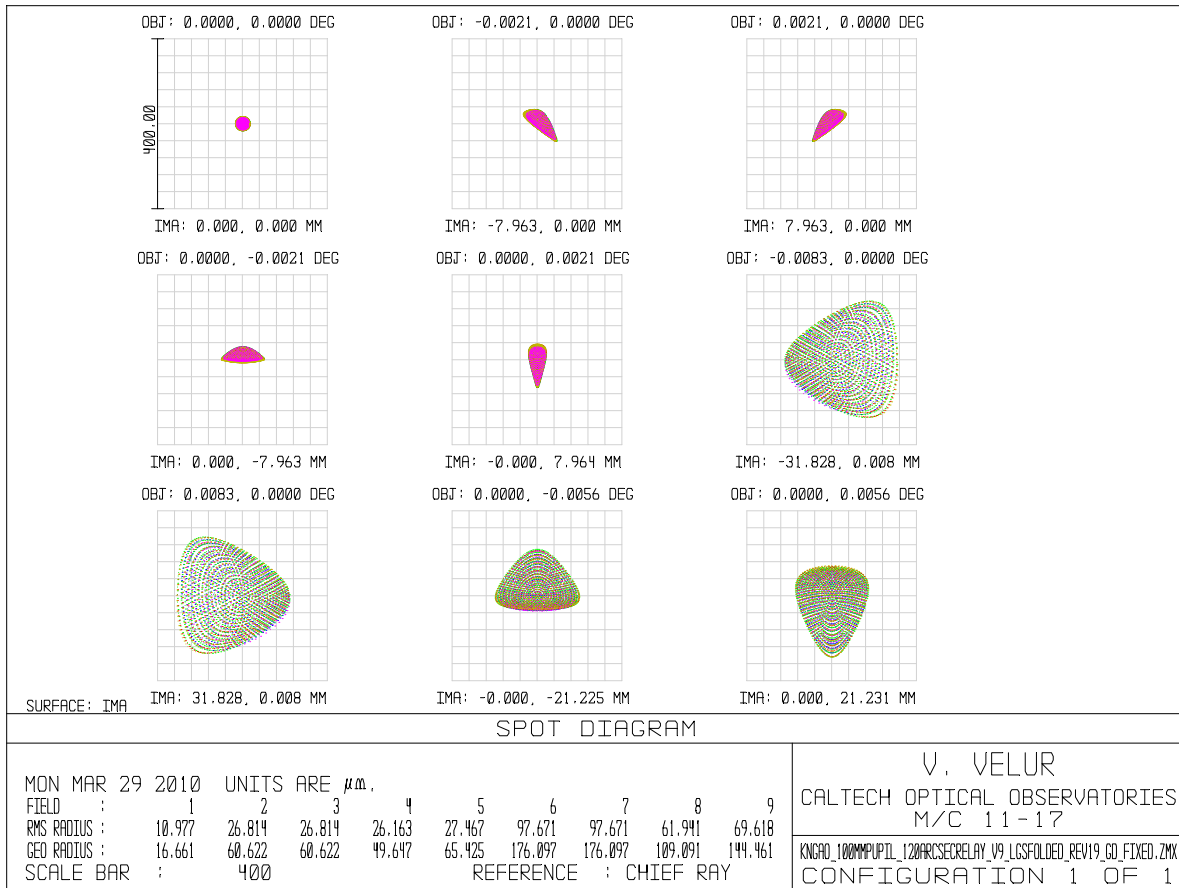 OBJ: 0.0000, 0.0000 DEG
OBJ: -0.0021, 0.0000 DEG
OBJ: 0.0021, 0.0000 DEG
400.00
IMA: 0.000, 0.000 MM
IMA: -7.963, 0.000 MM
IMA: 7.963, 0.000 MM
OBJ: 0.0000, -0.0021 DEG
OBJ: 0.0000, 0.0021 DEG
OBJ: -0.0083, 0.0000 DEG
IMA: 0.000, -7.963 MM
IMA: -0.000, 7.964 MM
IMA: -31.828, 0.008 MM
OBJ: 0.0083, 0.0000 DEG
OBJ: 0.0000, -0.0056 DEG
OBJ: 0.0000, 0.0056 DEG
IMA: 31.828, 0.008 MM
IMA: -0.000, -21.225 MM
IMA: 0.000, 21.231 MM
SURFACE: IMA
SPOT DIAGRAM
MON MAR 29 2010 UNITS ARE µm.
FIELD : 1 2 3 4 5 6 7 8 9
RMS RADIUS : 10.977 26.814 26.814 26.163 27.467 97.671 97.671 61.941 69.618
GEO RADIUS : 16.661 60.622 60.622 49.647 65.425 176.097 176.097 109.091 144.461
SCALE BAR : 400 REFERENCE : CHIEF RAY
V. VELUR
CALTECH OPTICAL OBSERVATORIES
M/C 11-17
KNGAO_100MMPUPIL_120ARCSECRELAY_V9_LGSFOLDED_REV19_GD_FIXED.ZMX
CONFIGURATION 1 OF 1